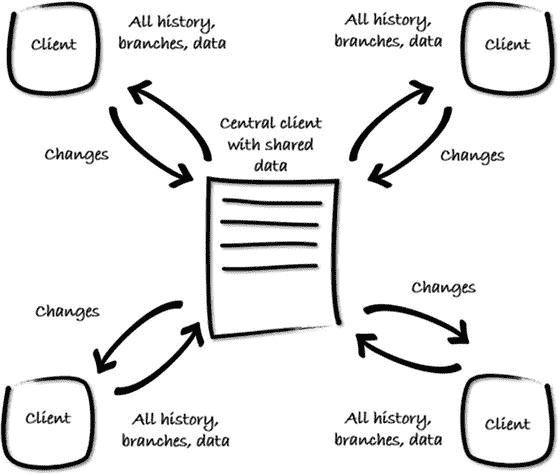 Client
All history,
branches, data
All history,
branches, data
Client
Changes
Central client
with shared
data
Changes
Changes
Changes
Client
All history,
branches, data
All history,
branches, data
Client